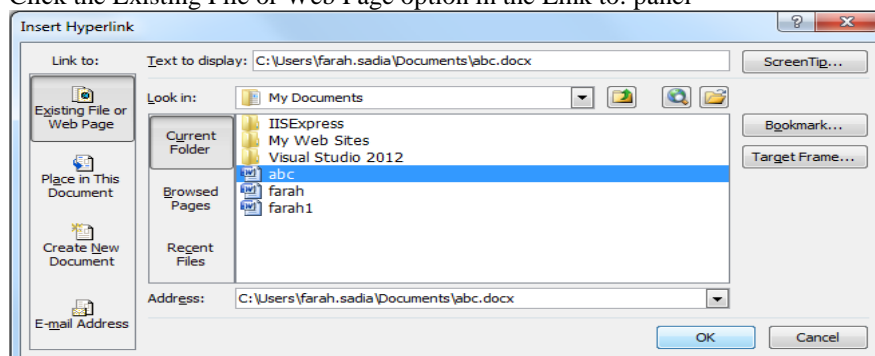 Click the Existing File or Web Page option in the Link to: panel
Insert Hyperlink
Link to:
Text to display: C:\Users\farah.sadia\Documents\abc.docx
ScreenTip...
Existing File or
Web Page
Look in:
My Documents
Current
Folder
IISExpress
My Web Sites
Visual Studio 2012
abc
farah
farah1
Bookmark...
Target Frame...
Place in This
Document
Browsed
Pages
Create New
Document
Recent
Files
Address: C:\Users\farah.sadia\Documents\abc.docx
E-mail Address
OK
Cancel